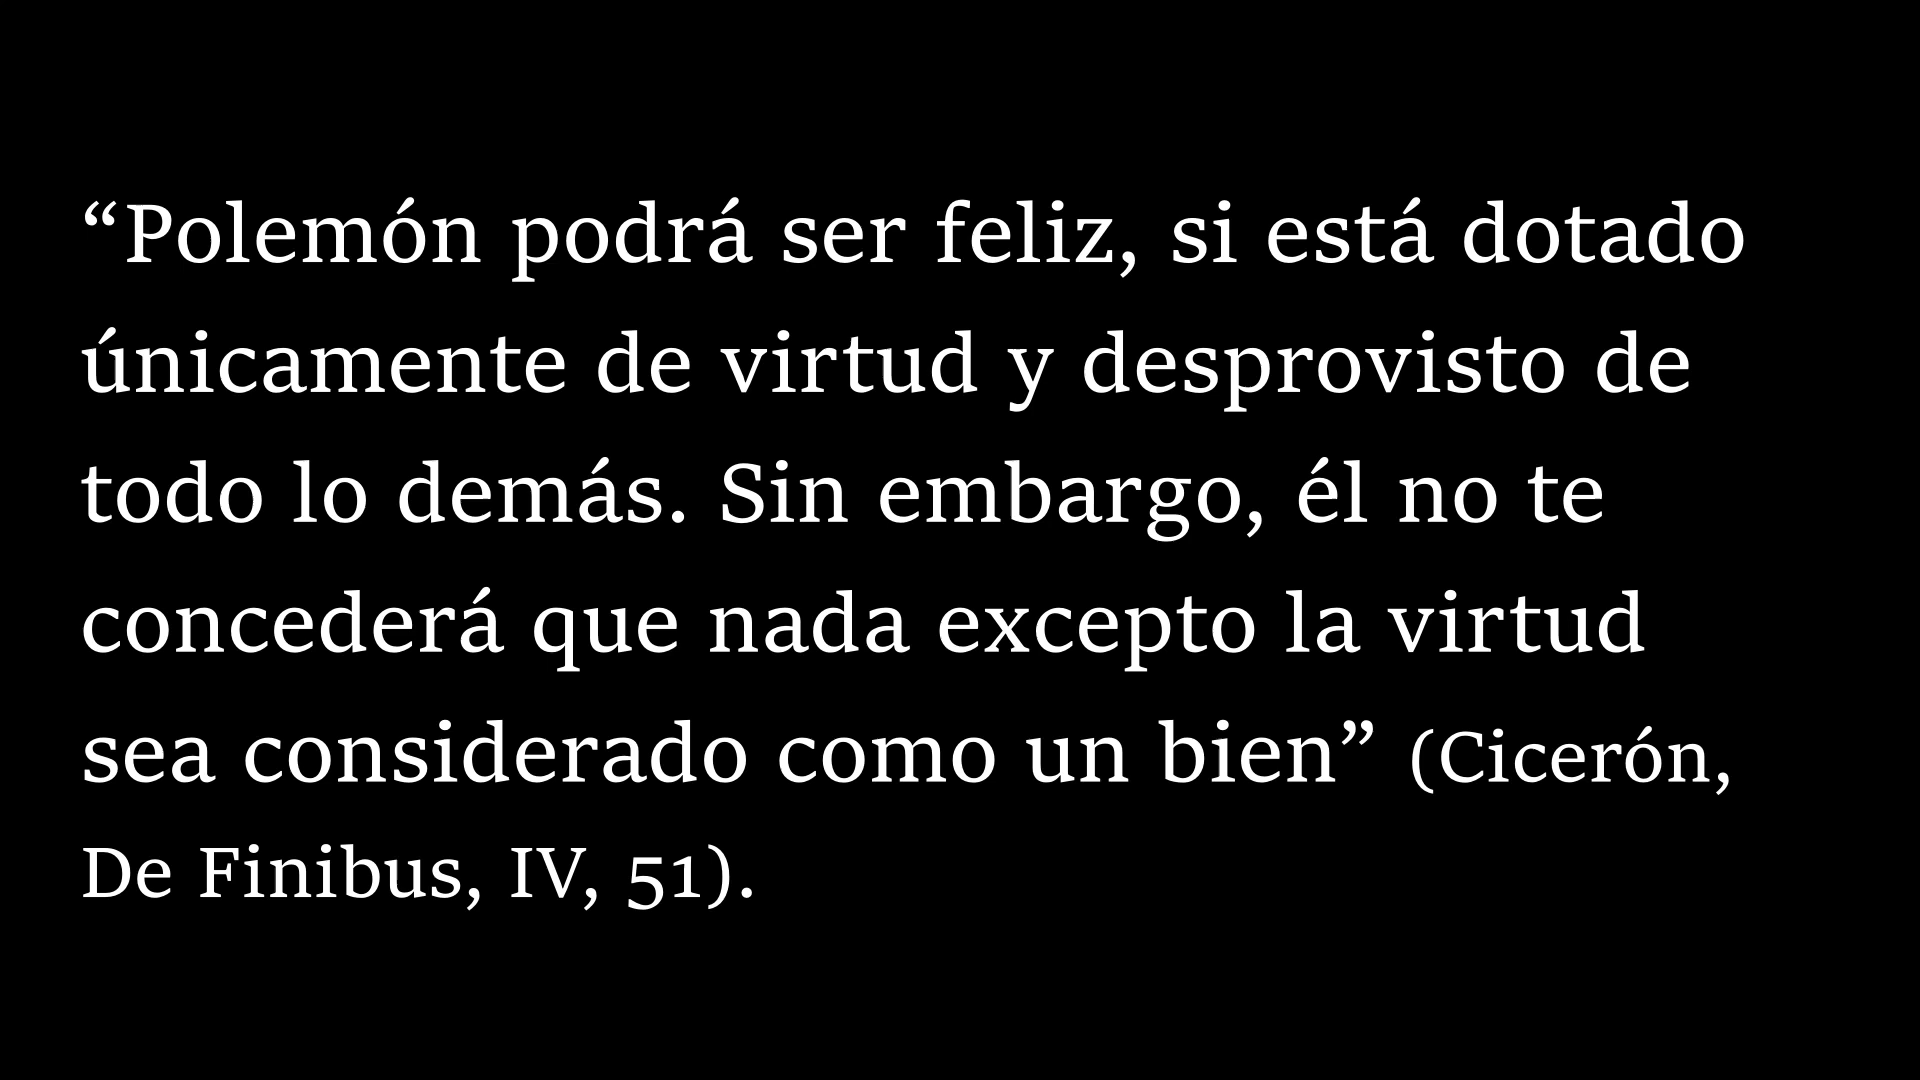 “Polemón podrá ser feliz, si está dotado
únicamente de virtud y desprovisto de
todo lo demás. Sin embargo, él no te
concederá que nada excepto la virtud
sea considerado como un bien” (Cicerón,
De Finibus, IV, 51).